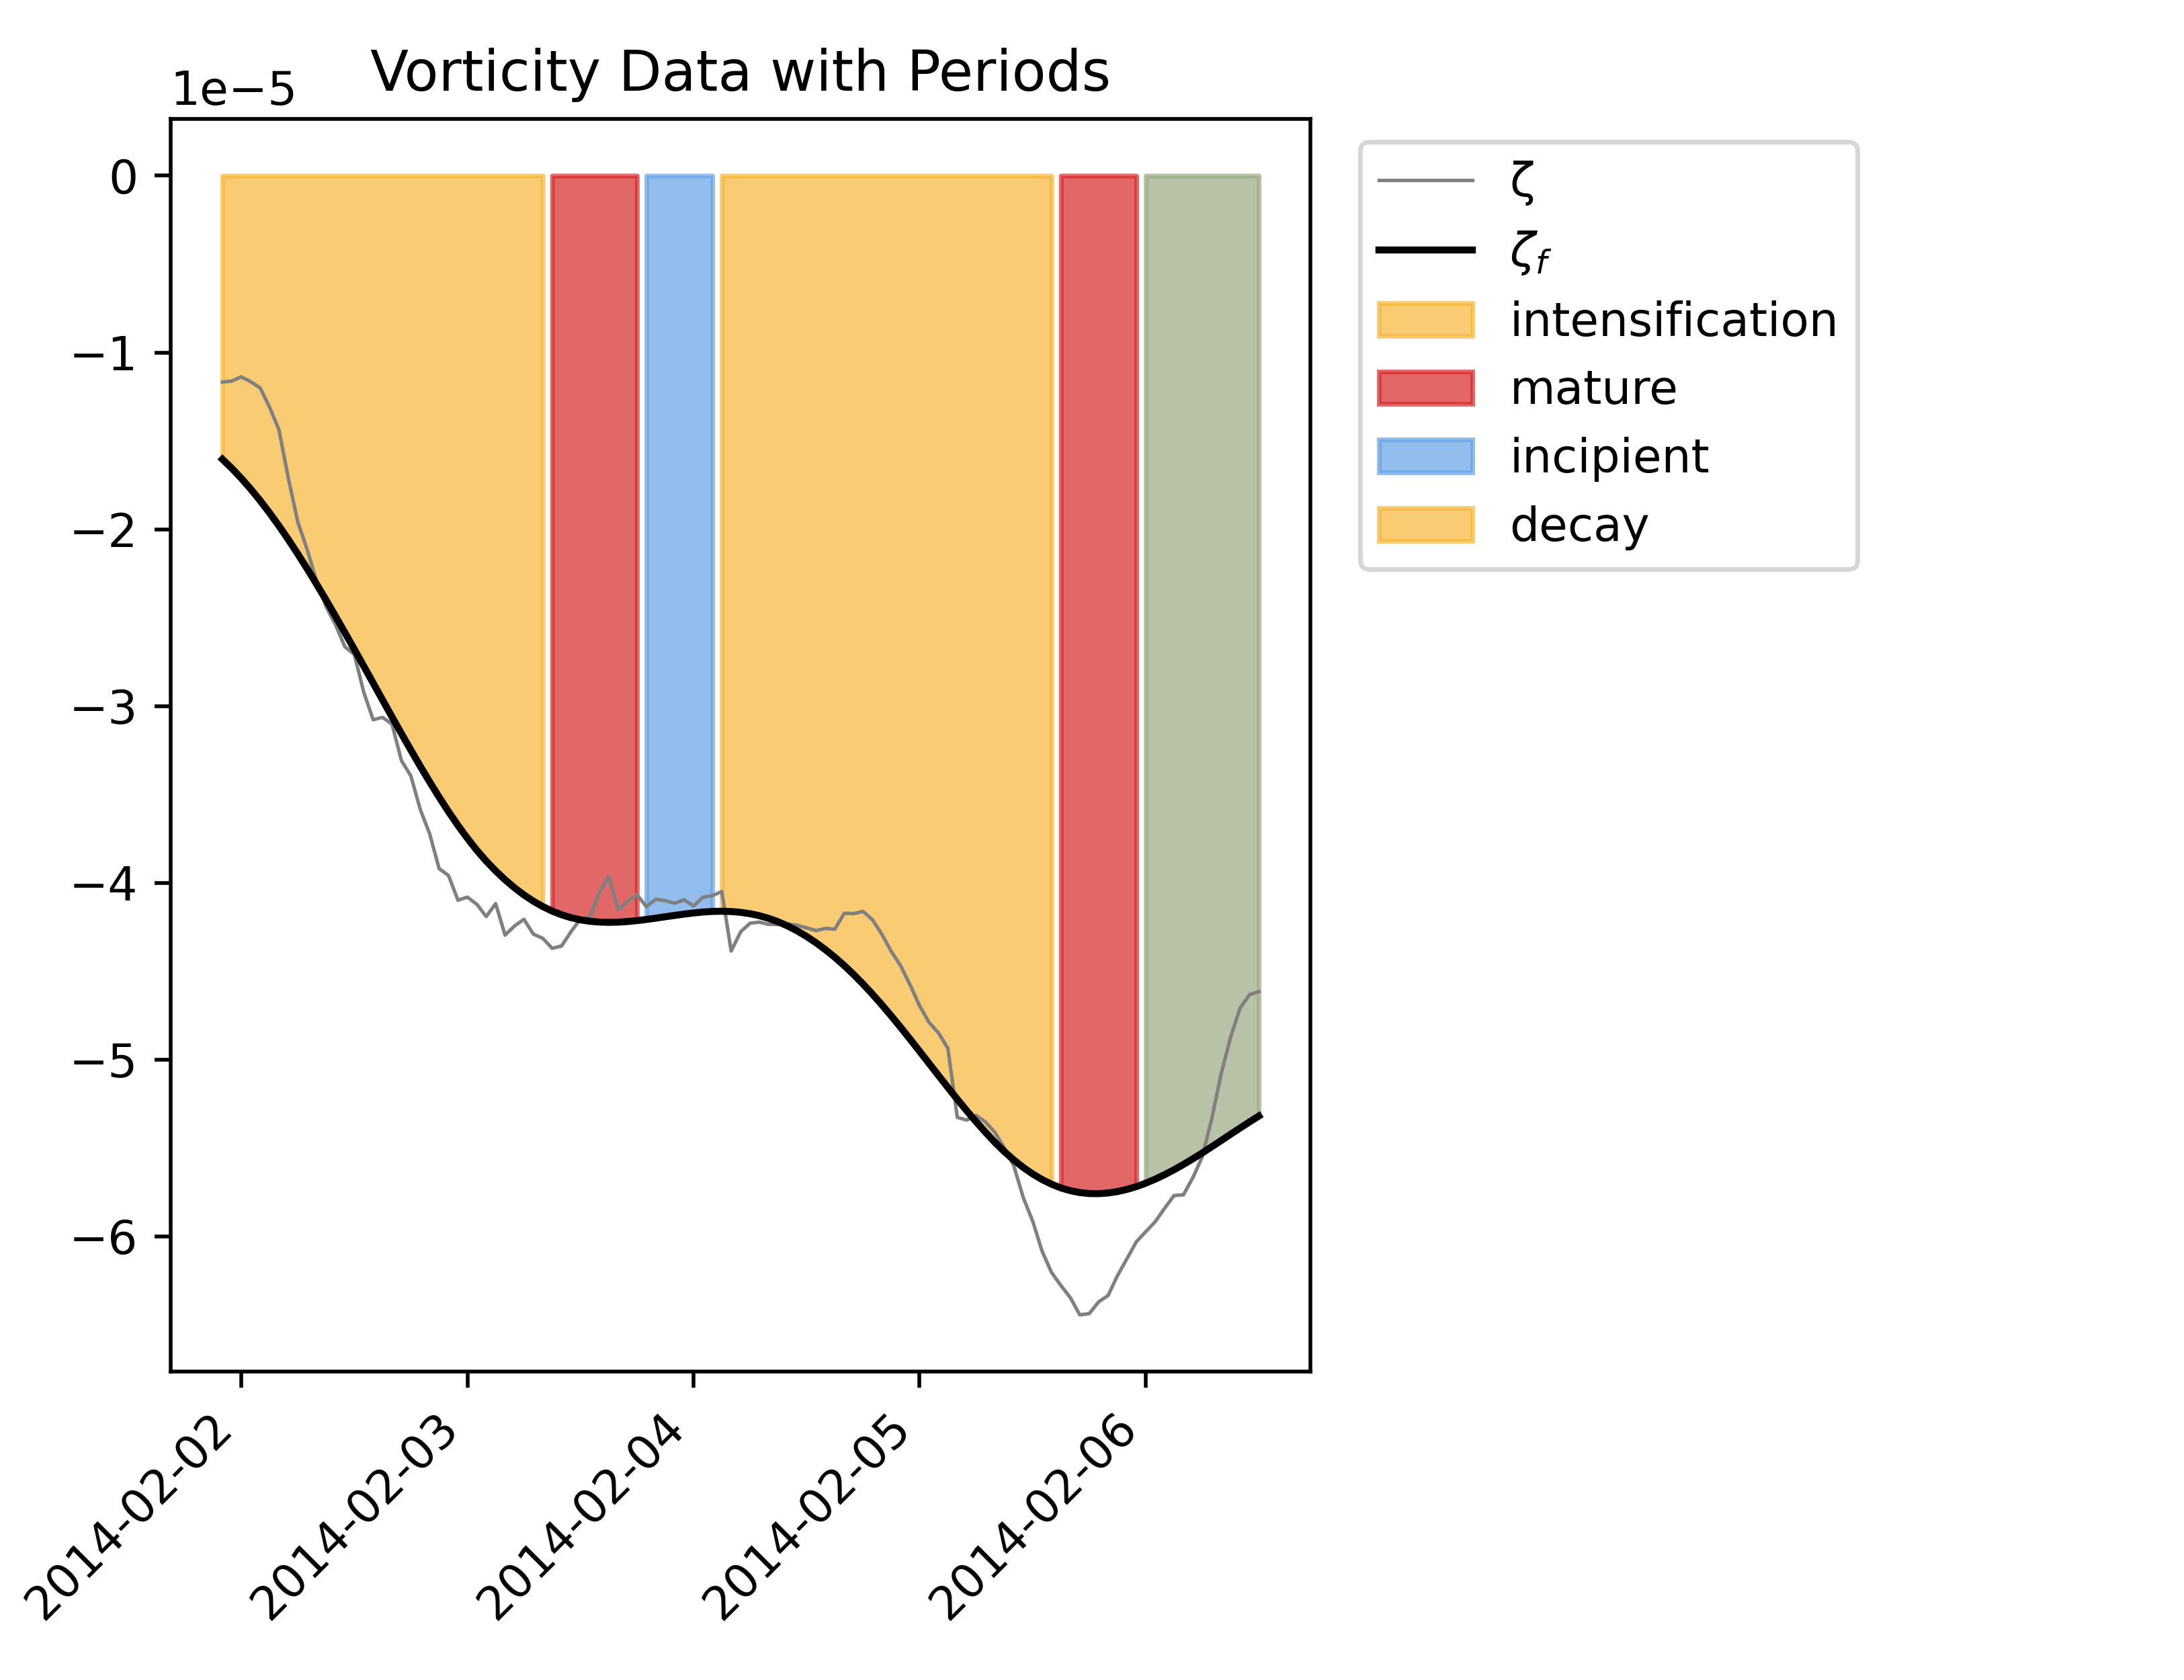 Vorticity Data with Periods
1e−5
0
−1
−2
−3
−4
−5
−6
2014-02-02
2014-02-03
2014-02-04
2014-02-05
2014-02-06
ζ
ζf
intensification
mature
incipient
decay